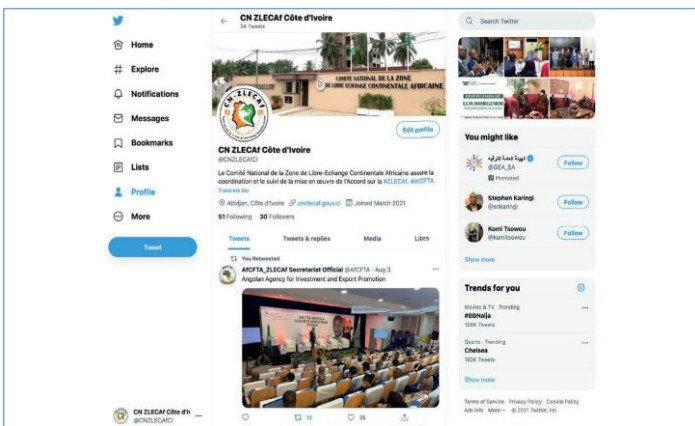 Home
Explore
Notifications
Messages
Bookmarks
Lists
Profile
More
Tweet
CN ZLECAf Côte d'h
@CNZLECAFCI
CN ZLECAf Côte d'Ivoire
34 Tweets
COMITE NATIONAL DE LA ZONE
DE LIBRE ECHANGE CONTINENTALE AFRICAINE
CN-ZLECAF
Edit profile
CN ZLECAf Côte d'Ivoire
@CNZLECAFCI
Le Comité National de la Zone de Libre-Echange Continentale Africaine assure la
coordination et le suivi de la mise en œuvre de l'Accord sur la #ZLECAf. #AfCFTA
Translate bio
Abidjan, Côte d'Ivoire cnzlecaf.gouv.ci Joined March 2021
51 Following 30 Followers
Tweets Tweets & replies Media Likes
You Retweeted
AfCFTA_ZLECAf Secretariat Official @AfCFTA · Aug 3
Angolan Agency for Investment and Export Promotion
Search Twitter
You might like
الهيئة العامة للترفيه
@GEA_SA
Promoted
Follow
Stephen Karingi
@snkaringi
Follow
Komi Tsowou
@komitsowou
Follow
Show more
Trends for you
Movies & TV · Trending
#BBNaija
Sports · Trending
Chelsea
Show more
Terms of Service Privacy Policy Cookie Policy
Ads info More © 2021 Twitter, Inc.